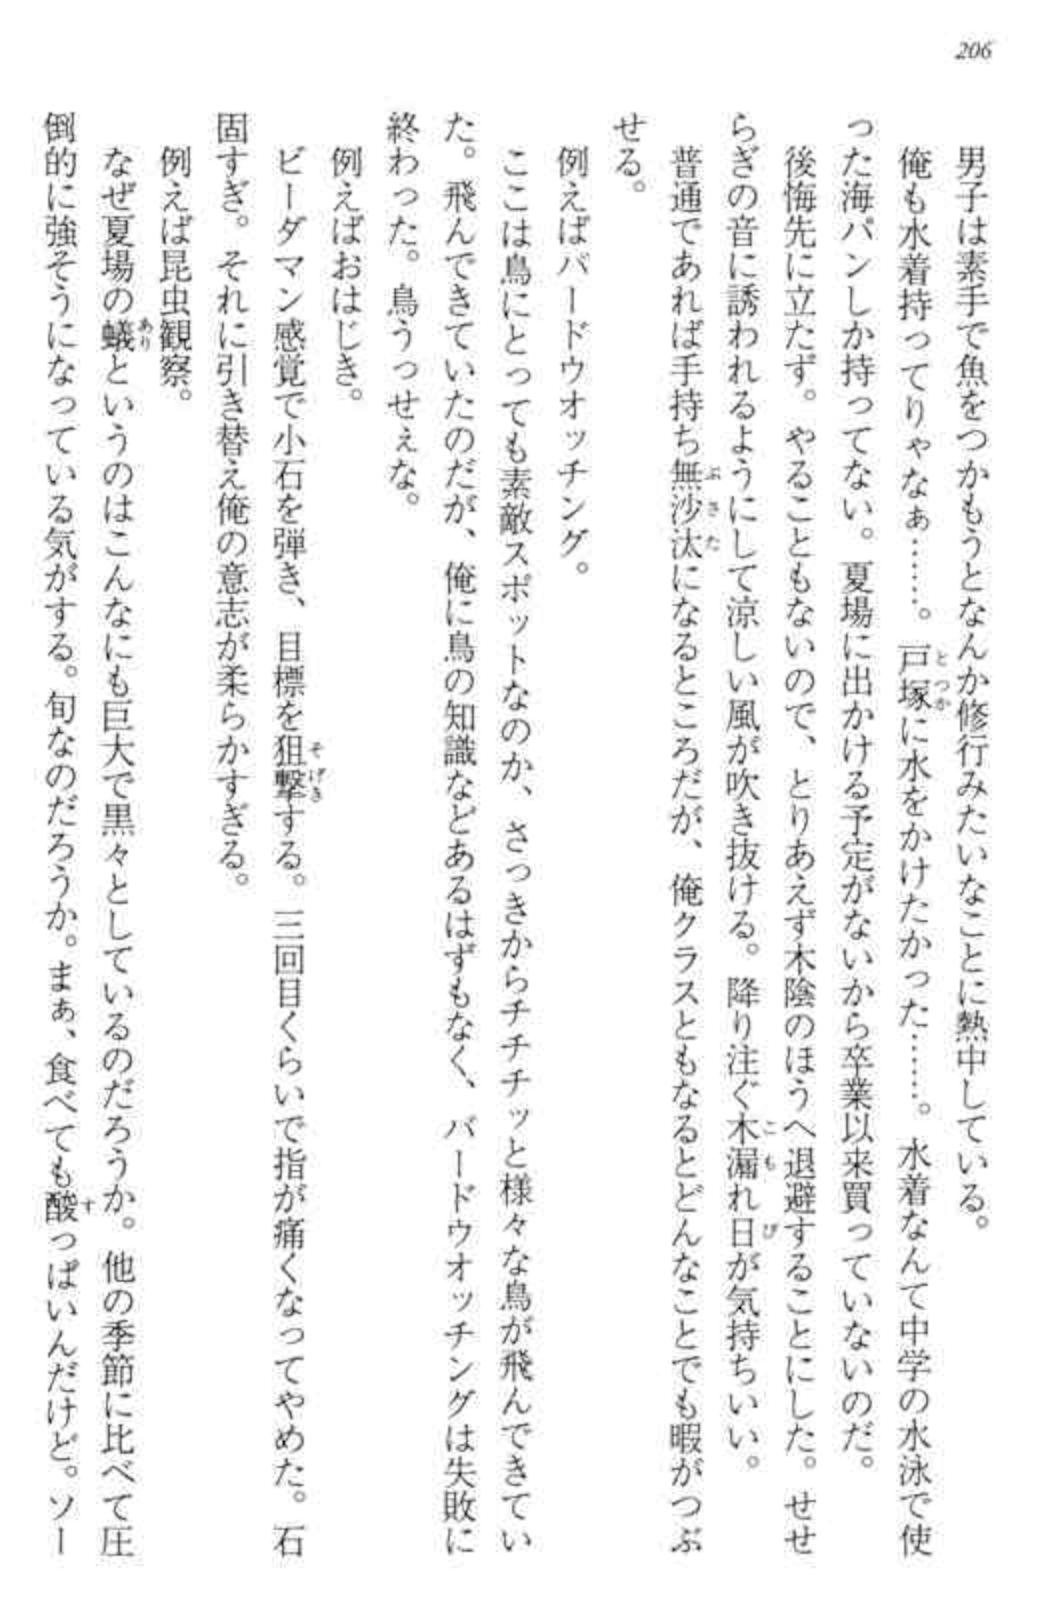 206
男子は素手で魚をつかもうとなんか修行みたいなことに熱中している。
俺も水着持ってりゃなぁ……。戸塚に水をかけたかった……。水着なんて中学の水泳で使
った海パンしか持ってない。夏場に出かける予定がないから卒業以来買っていないのだ。
後悔先に立たず。やることもないので、とりあえず木陰のほうへ退避することにした。せせ
らぎの音に誘われるようにして涼しい風が吹き抜ける。降り注ぐ木漏れ日が気持ちいい。
普通であれば手持ち無沙汰になるところだが、俺クラスともなるとどんなことでも暇がつぶ
せる。
例えばバードウオッチング。
ここは鳥にとっても素敵スポットなのか、さっきからチチチッと様々な鳥が飛んできてい
た。飛んできていたのだが、俺に鳥の知識などあるはずもなく、バードウオッチングは失敗に
終わった。鳥うっせぇな。
例えばおはじき。
ビーダマン感覚で小石を弾き、目標を狙撃する。三回目くらいで指が痛くなってやめた。石
固すぎ。それに引き替え俺の意志が柔らかすぎる。
例えば昆虫観察。
なぜ夏場の蟻というのはこんなにも巨大で黒々としているのだろうか。他の季節に比べて圧
倒的に強そうになっている気がする。旬なのだろうか。まぁ、食べても酸っぱいんだけど。ソー